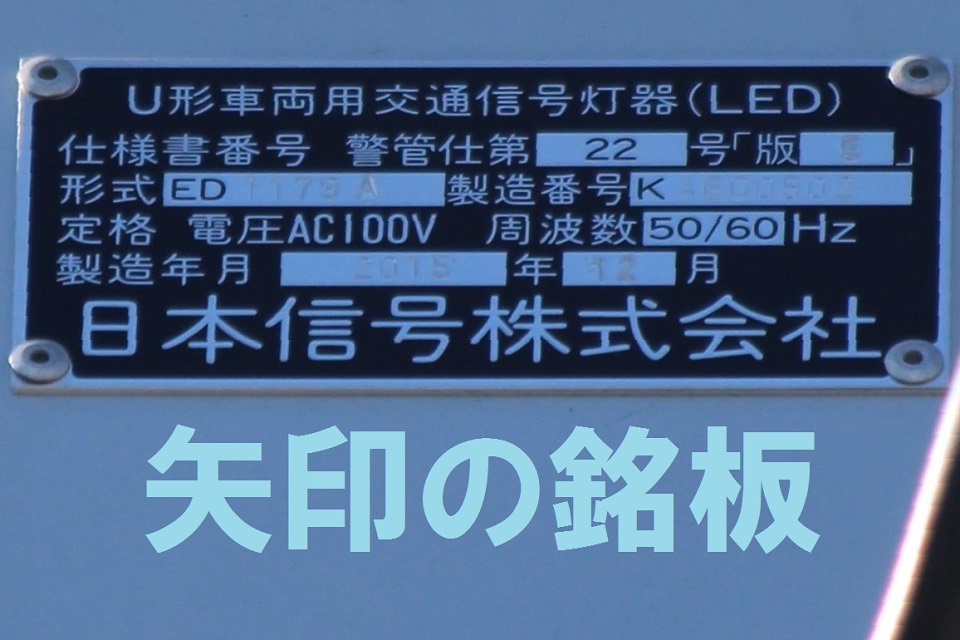 U形車両用交通信号灯器(LED)
仕様書番号 警管仕第 22 号「版 」
形式 ED1179A 製造番号 K
定格 電圧AC100V 周波数 50/60 Hz
製造年月 2015 年 12 月
日本信号株式会社
矢印の銘板